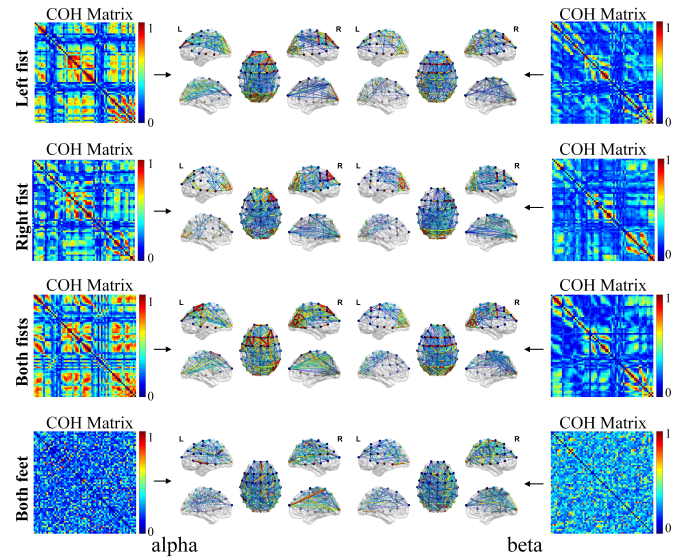 COH Matrix COH Matrix
Left fist
1
0
L R
1
0
COH Matrix COH Matrix
Right fist
1
0
L R
1
0
COH Matrix COH Matrix
Both fists
1
0
L R
1
0
COH Matrix COH Matrix
Both feet
1
0
L R
1
0
alpha beta